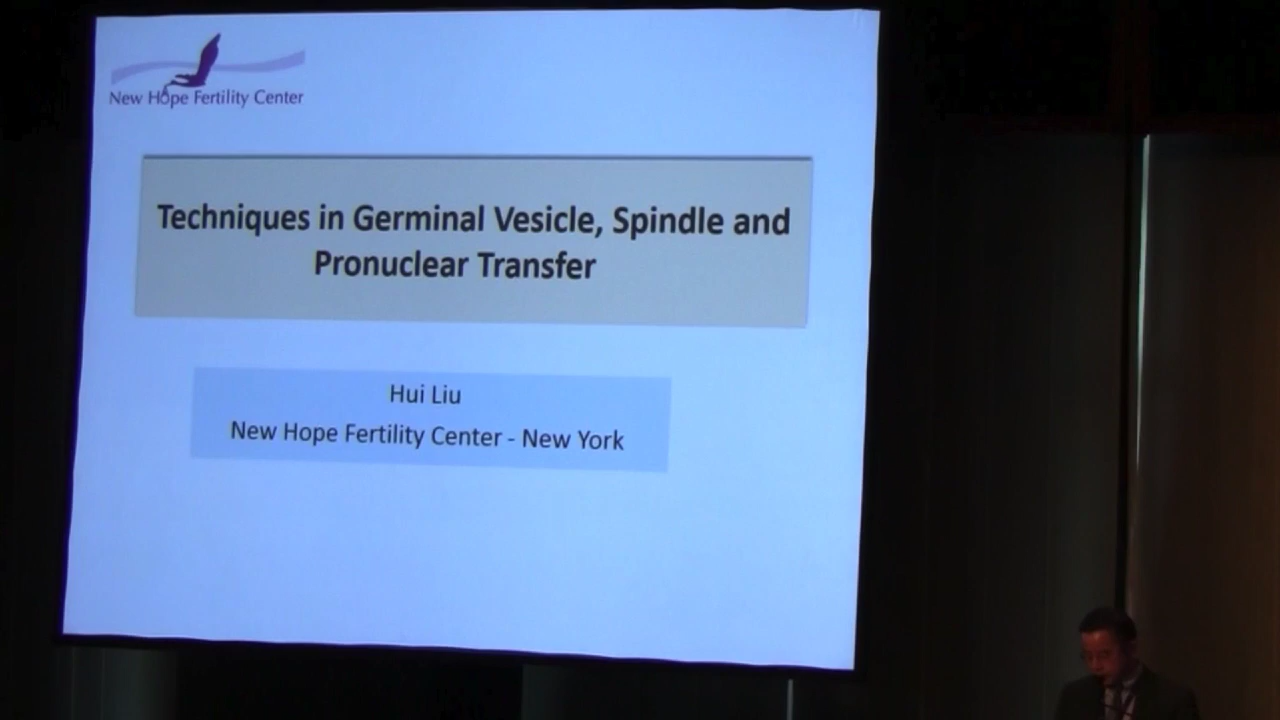 New Hope Fertility Center
Techniques in Germinal Vesicle, Spindle and
Pronuclear Transfer
Hui Liu
New Hope Fertility Center - New York